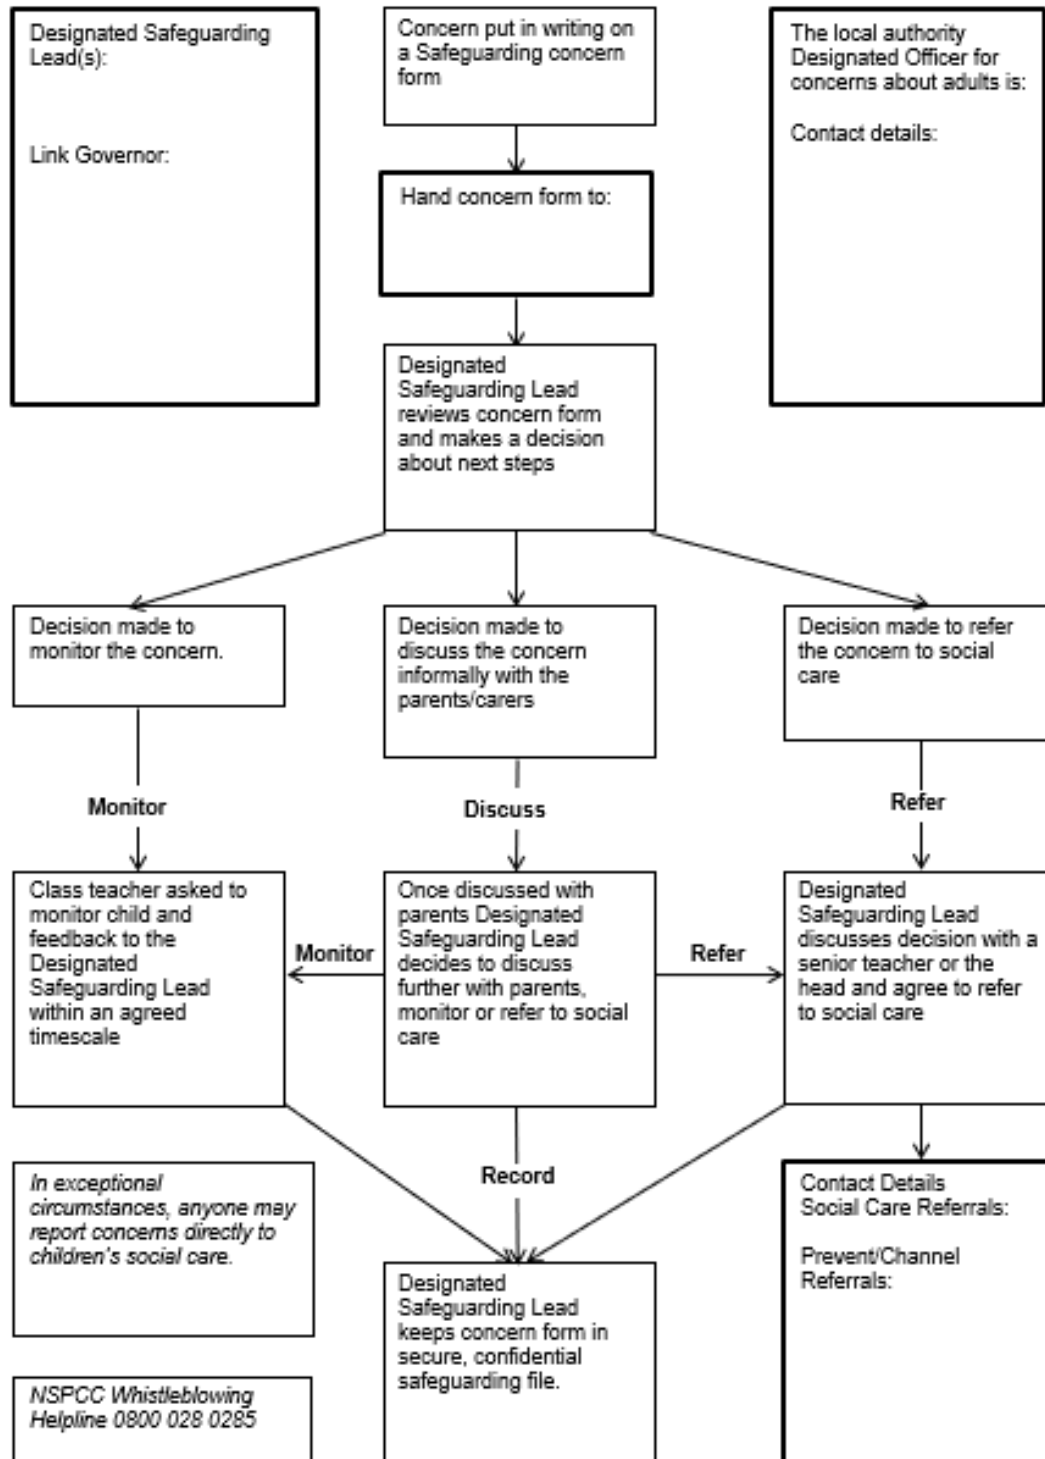 Designated Safeguarding
Lead(s):
Link Governor:
Concern put in writing on
a Safeguarding concern
form
The local authority
Designated Officer for
concerns about adults is:
Contact details:
Hand concern form to:
Designated
Safeguarding Lead
reviews concern form
and makes a decision
about next steps
Decision made to
monitor the concern.
Decision made to
discuss the concern
informally with the
parents/carers
Decision made to refer
the concern to social
care
Monitor
Discuss
Refer
Class teacher asked to
monitor child and
feedback to the
Designated
Safeguarding Lead
within an agreed
timescale
Monitor
Once discussed with
parents Designated
Safeguarding Lead
decides to discuss
further with parents,
monitor or refer to social
care
Refer
Designated
Safeguarding Lead
discusses decision with a
senior teacher or the
head and agree to refer
to social care
Record
In exceptional
circumstances, anyone may
report concerns directly to
children's social care.
Contact Details
Social Care Referrals:
Prevent/Channel
Referrals:
Designated
Safeguarding Lead
keeps concern form in
secure, confidential
safeguarding file.
NSPCC Whistleblowing
Helpline 0800 028 0285